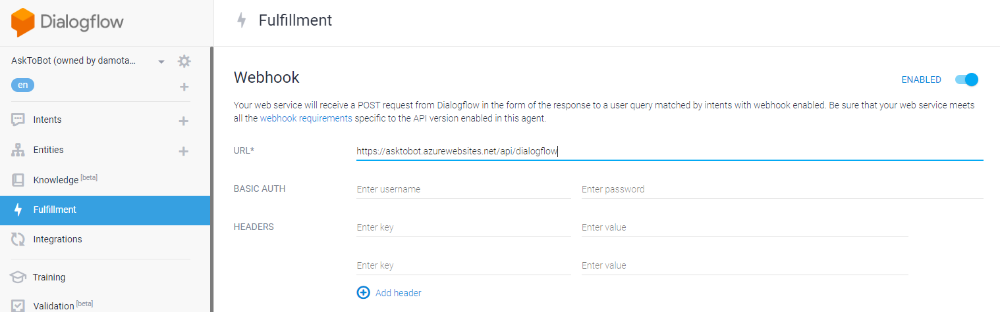 Dialogflow
Fulfillment
AskToBot (owned by damota...
en
Intents
Entities
Knowledge [beta]
Fulfillment
Integrations
Training
Validation [beta]
Webhook
ENABLED
Your web service will receive a POST request from Dialogflow in the form of the response to a user query matched by intents with webhook enabled. Be sure that your web service meets
all the webhook requirements specific to the API version enabled in this agent.
URL*
https://asktobot.azurewebsites.net/api/dialogflow
BASIC AUTH
Enter username
Enter password
HEADERS
Enter key
Enter value
Enter key
Enter value
Add header